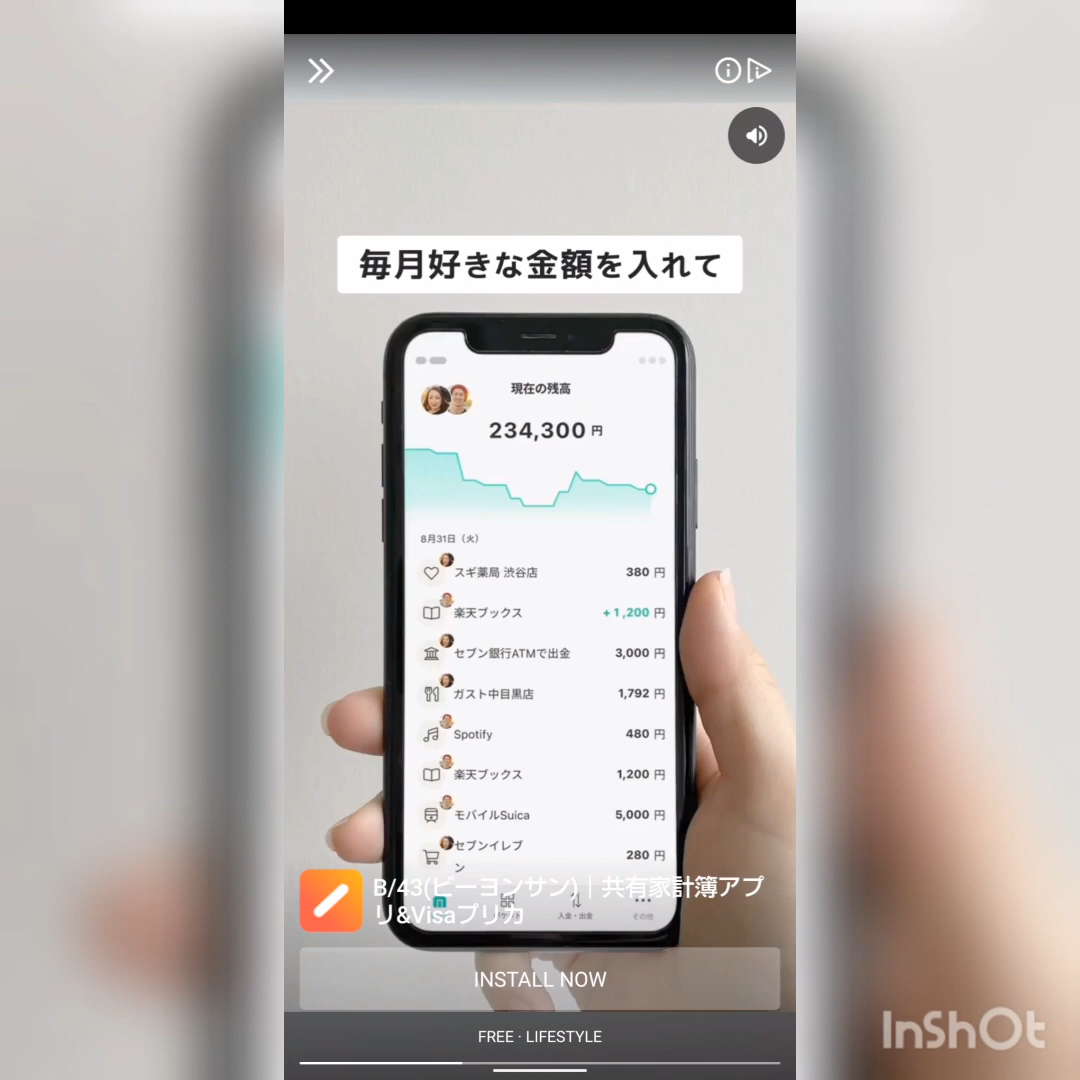 毎月好きな金額を入れて
現在の残高
234,300 円
8月31日（火）
スギ薬局 渋谷店 380 円
楽天ブックス +1,200 円
セブン銀行ATMで出金 3,000 円
ガスト中目黒店 1,792 円
Spotify 480 円
楽天ブックス 1,200 円
モバイルSuica 5,000 円
セブンイレブ
ン 280 円
B/43(ビーヨンサン)｜共有家計簿アプ
リ&Visaプリカ
入金・出金
その他
INSTALL NOW
FREE · LIFESTYLE
InShOt